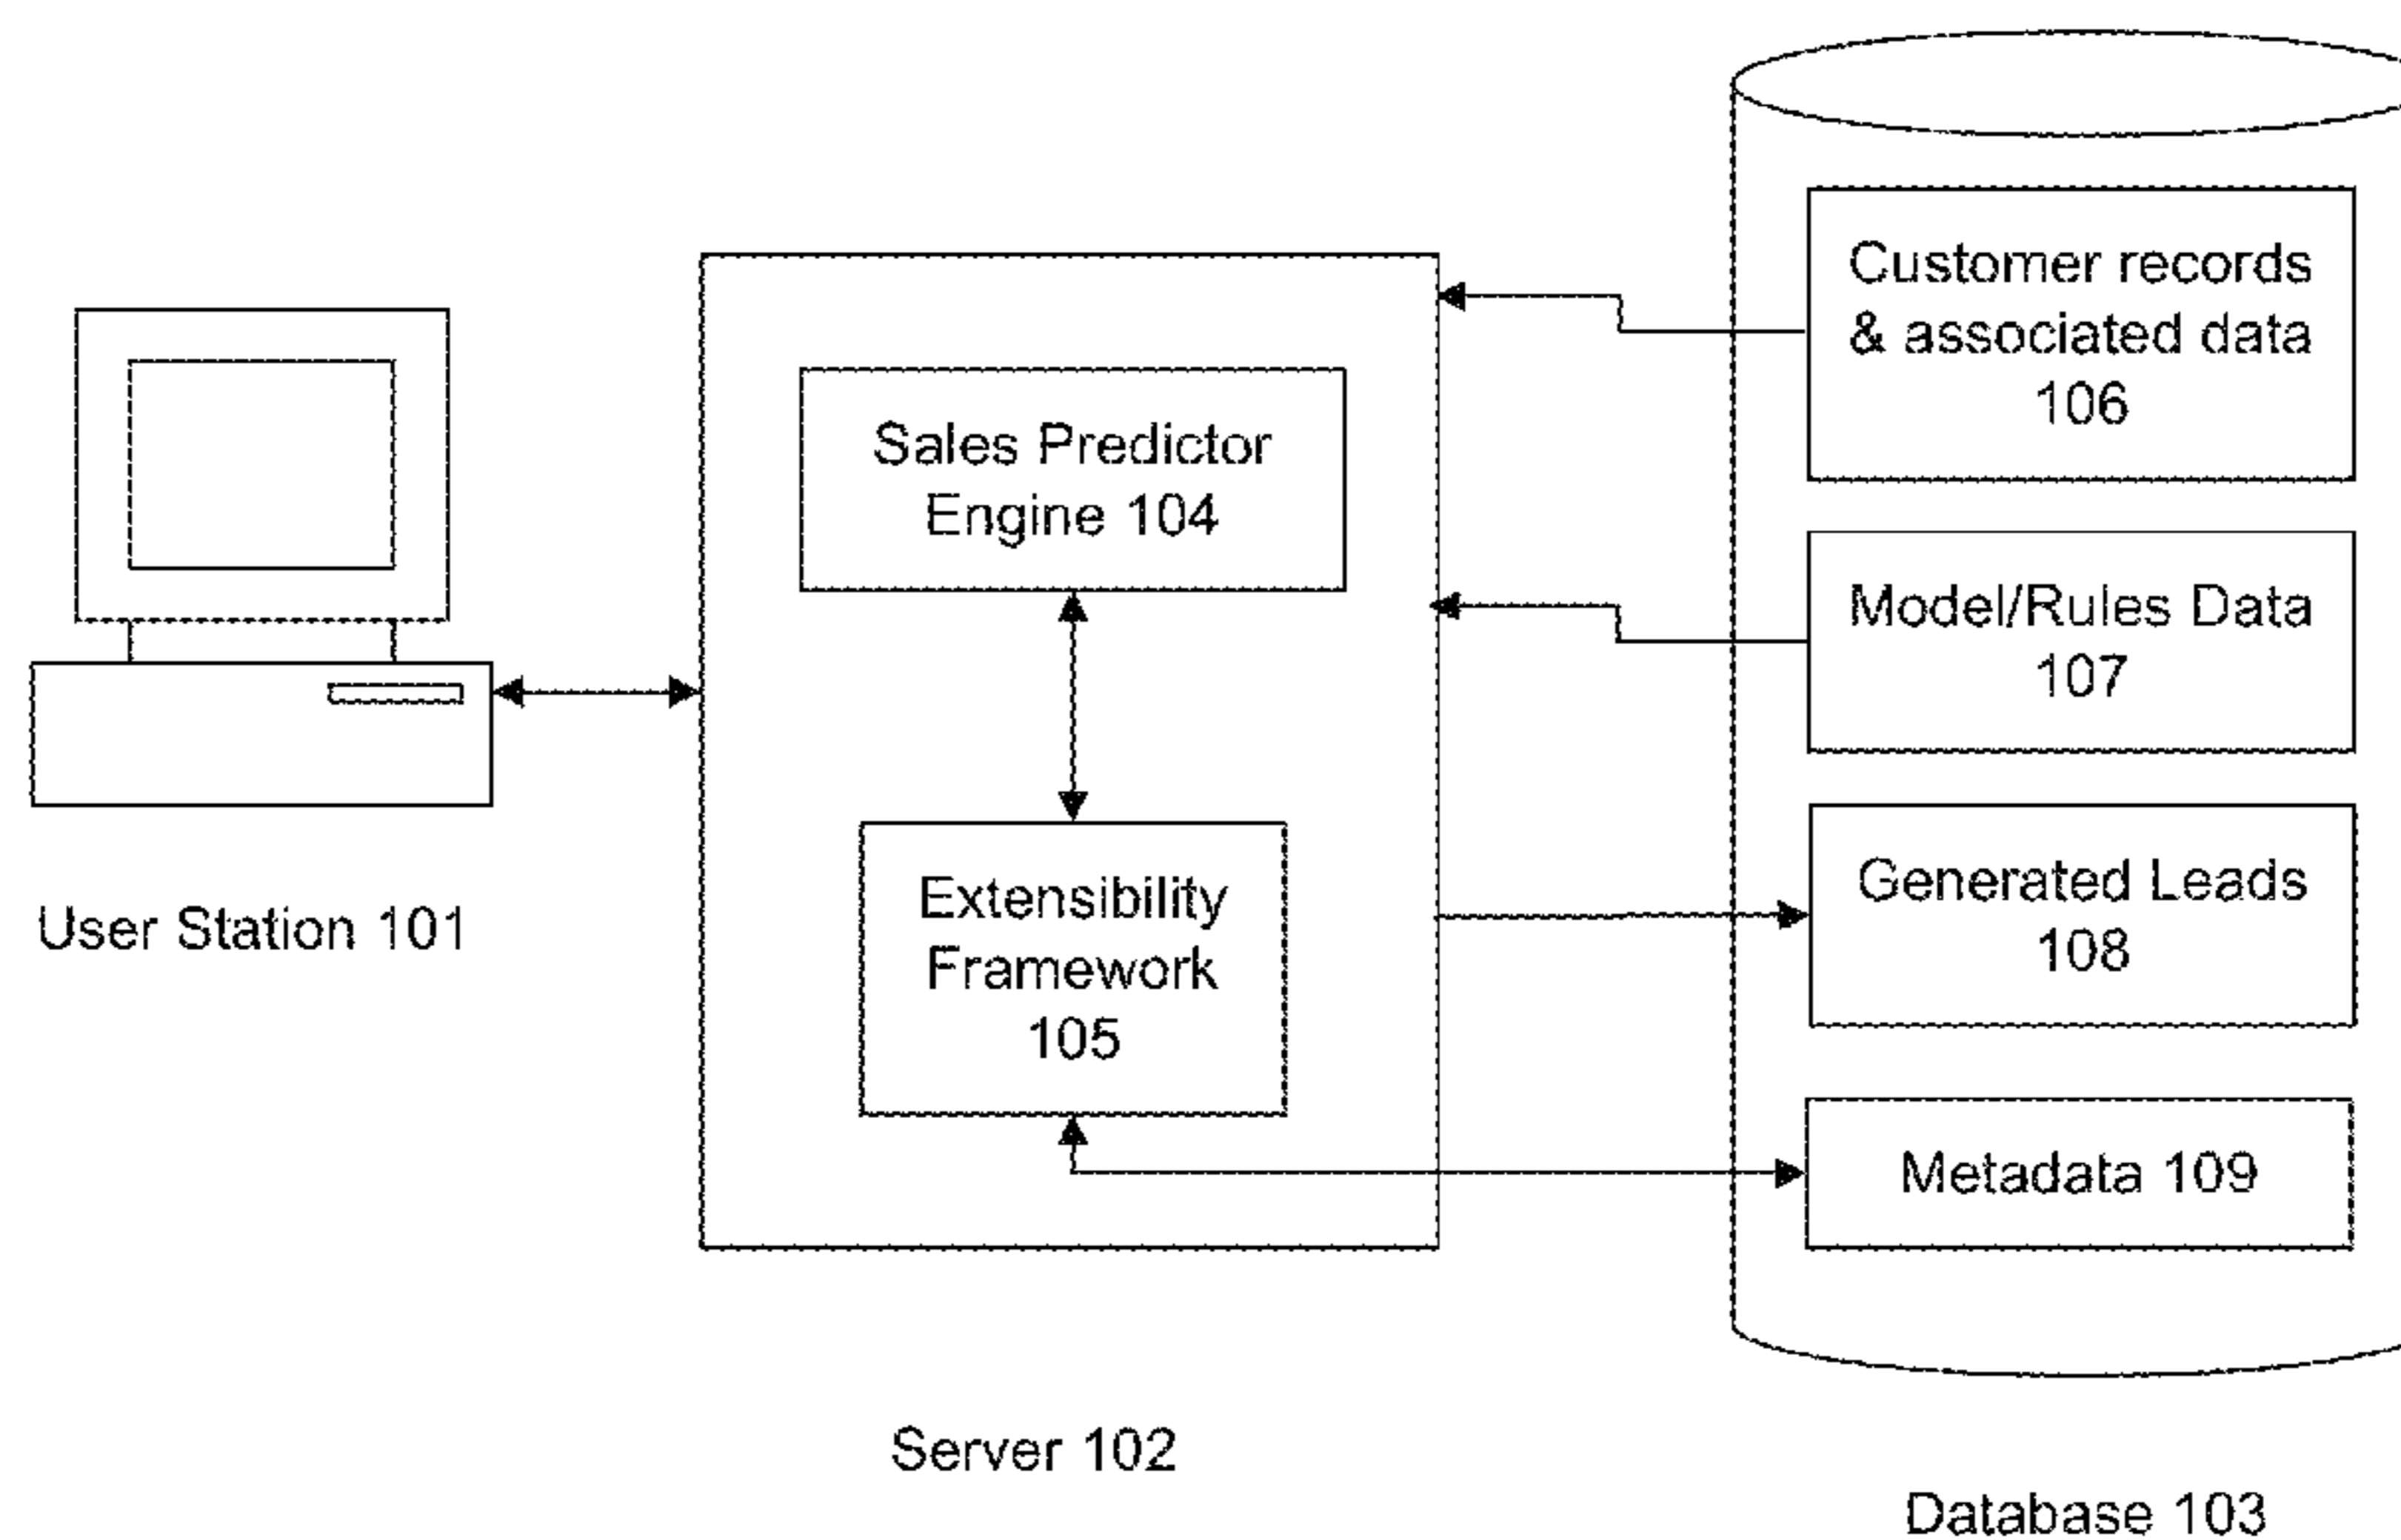 Customer records
& associated data
106
Sales Predictor
Engine 104
Model/Rules Data
107
Extensibility
Framework
105
Generated Leads
108
User Station 101
Metadata 109
Server 102
Database 103